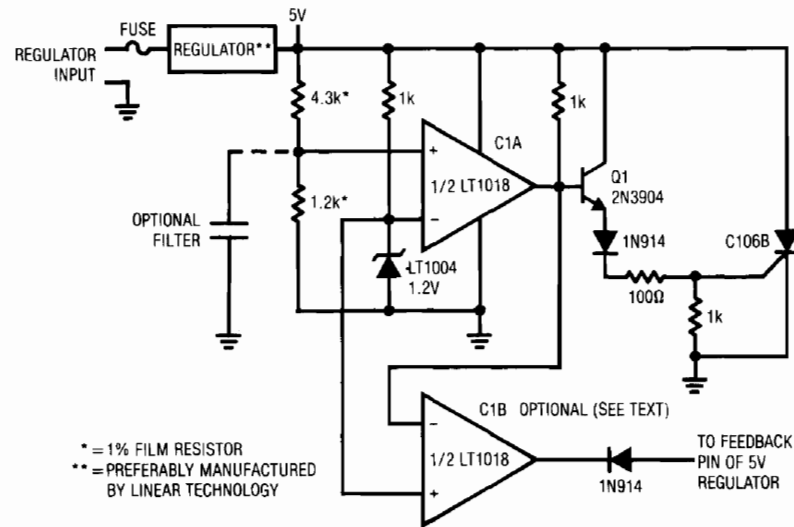 5V
FUSE
REGULATOR**
REGULATOR
INPUT
4.3k*
1k
1k
C1A
+
1/2 LT1018
−
Q1
2N3904
1.2k*
OPTIONAL
FILTER
LT1004
1.2V
1N914
C106B
100Ω
1k
C1B OPTIONAL (SEE TEXT)
−
1/2 LT1018
+
1N914
TO FEEDBACK
PIN OF 5V
REGULATOR
* = 1% FILM RESISTOR
** = PREFERABLY MANUFACTURED
BY LINEAR TECHNOLOGY